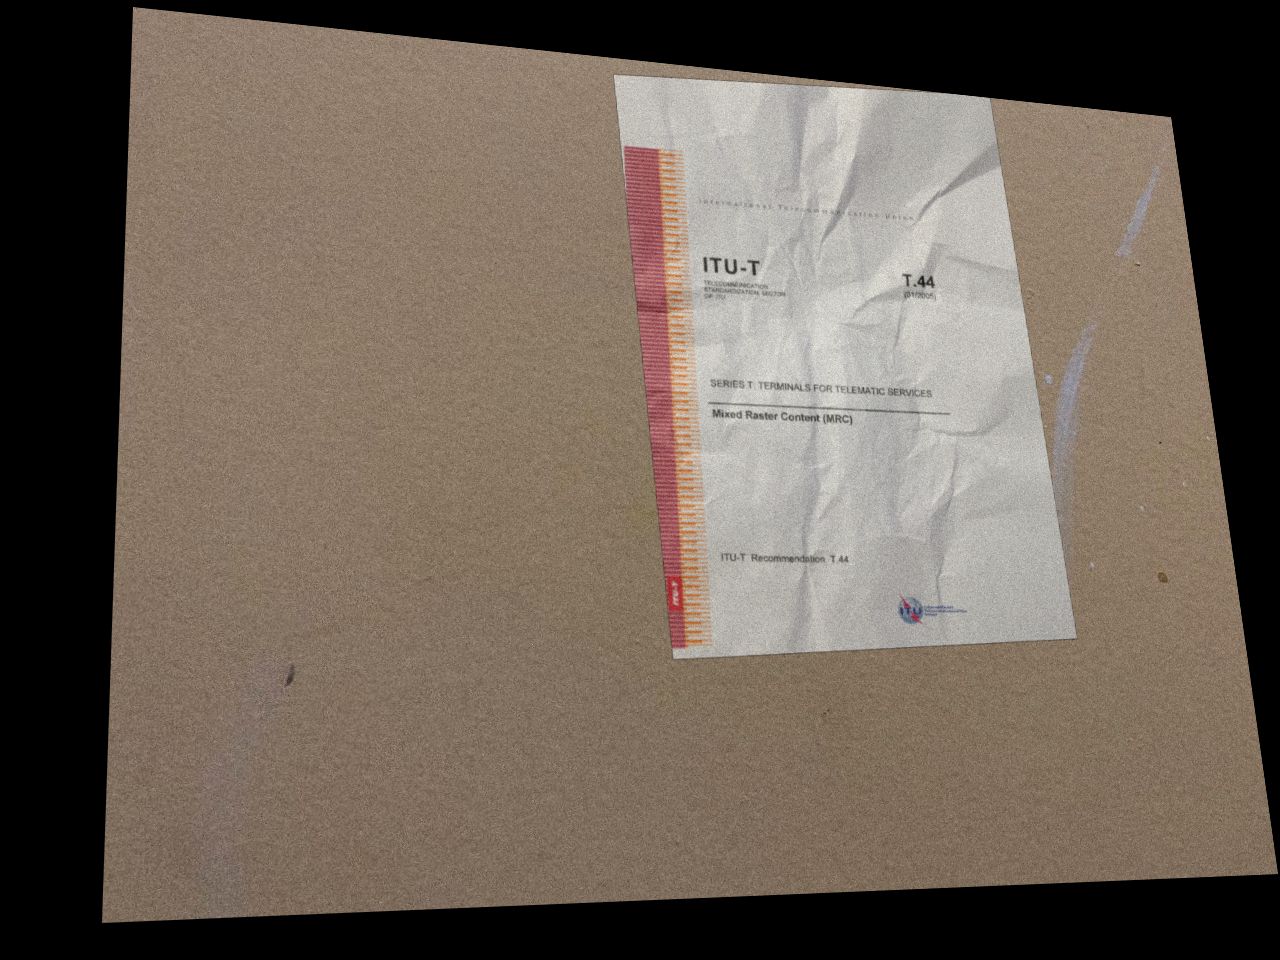 International Telecommunication Union
ITU-T
T.44
TELECOMMUNICATION
STANDARDIZATION SECTOR
OF ITU
(01/2005)
SERIES T: TERMINALS FOR TELEMATIC SERVICES
Mixed Raster Content (MRC)
ITU-T Recommendation T.44
ITU-T
ITU
International
Telecommunication
Union